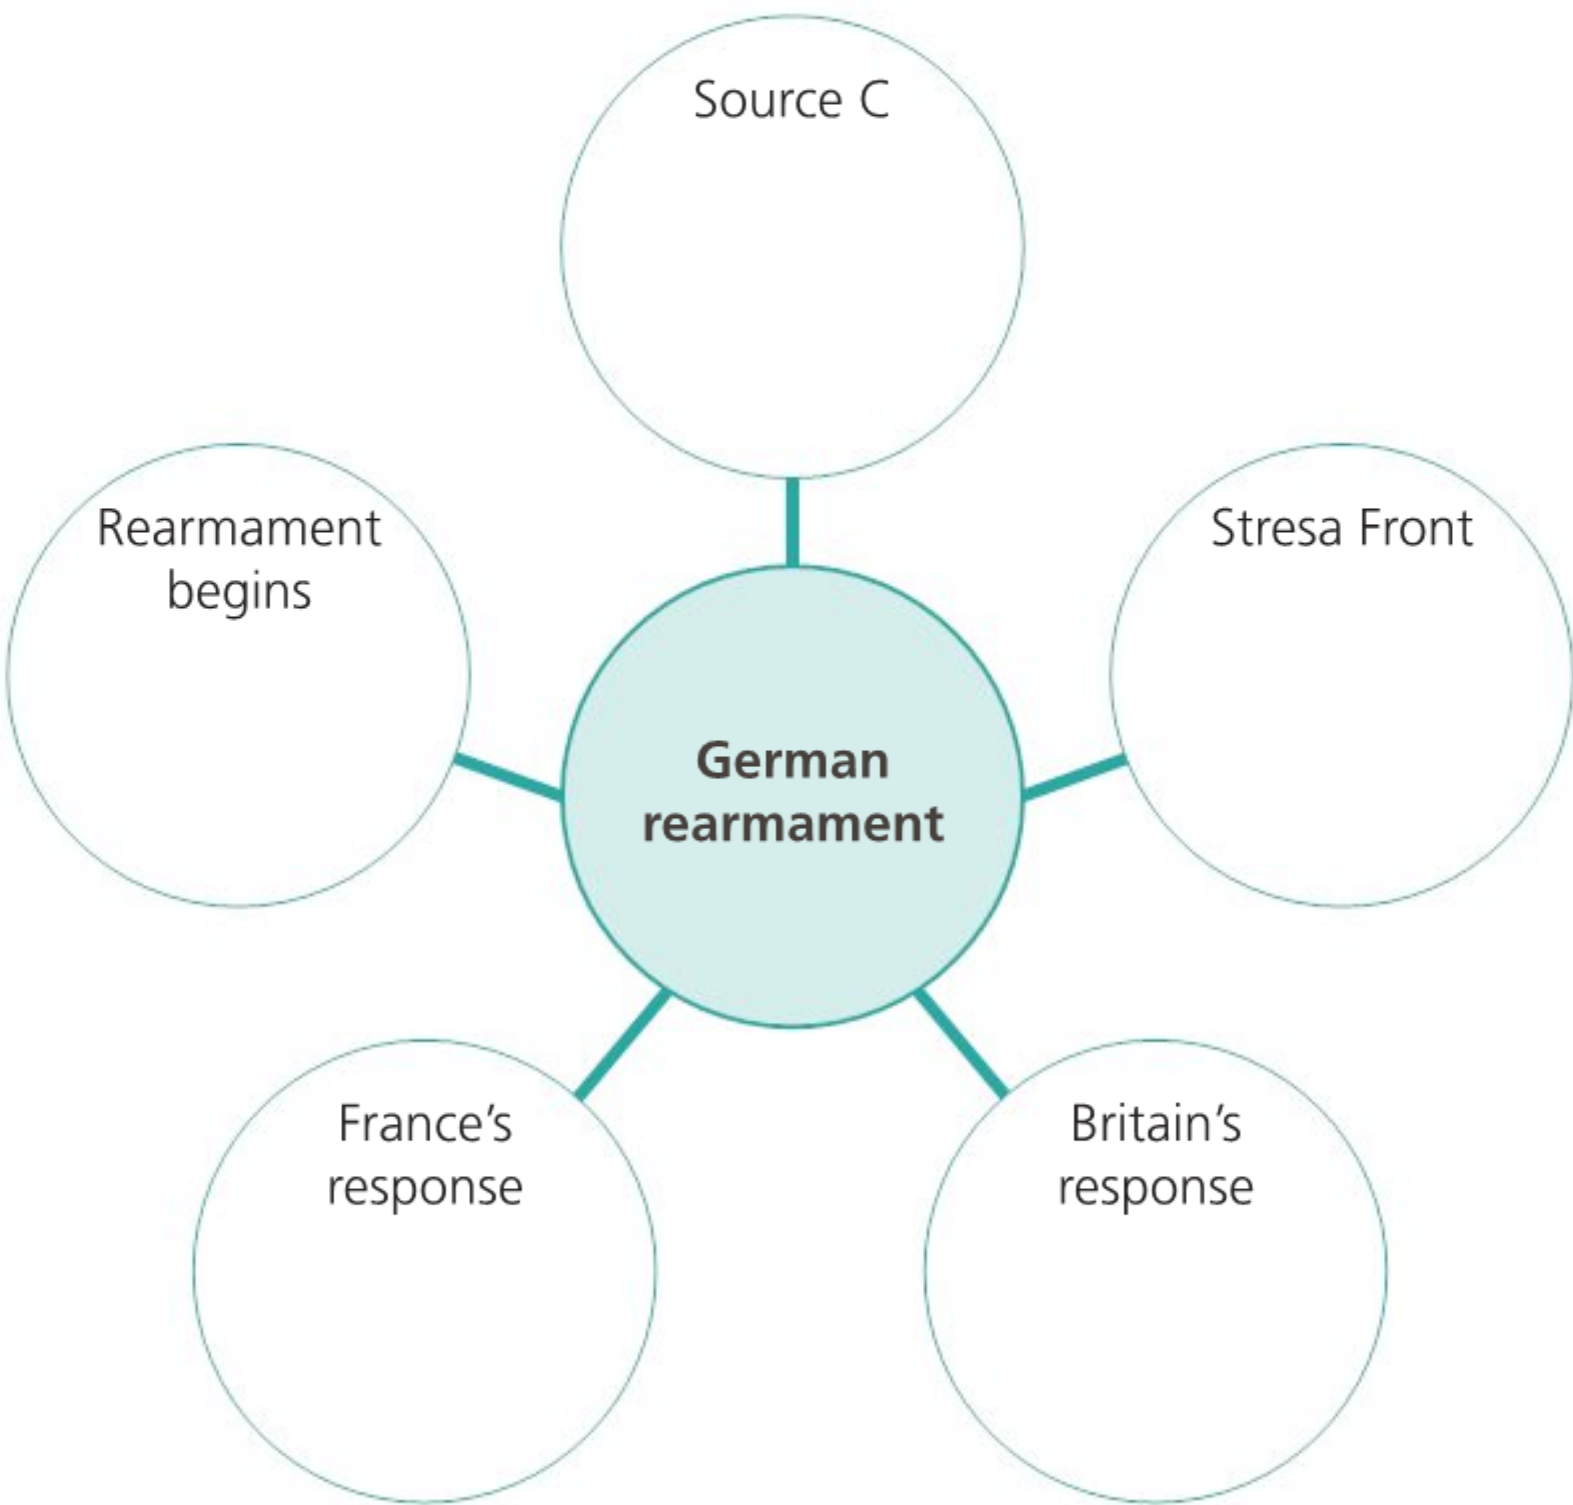 Source C
Rearmament
begins
Stresa Front
German
rearmament
France’s
response
Britain’s
response